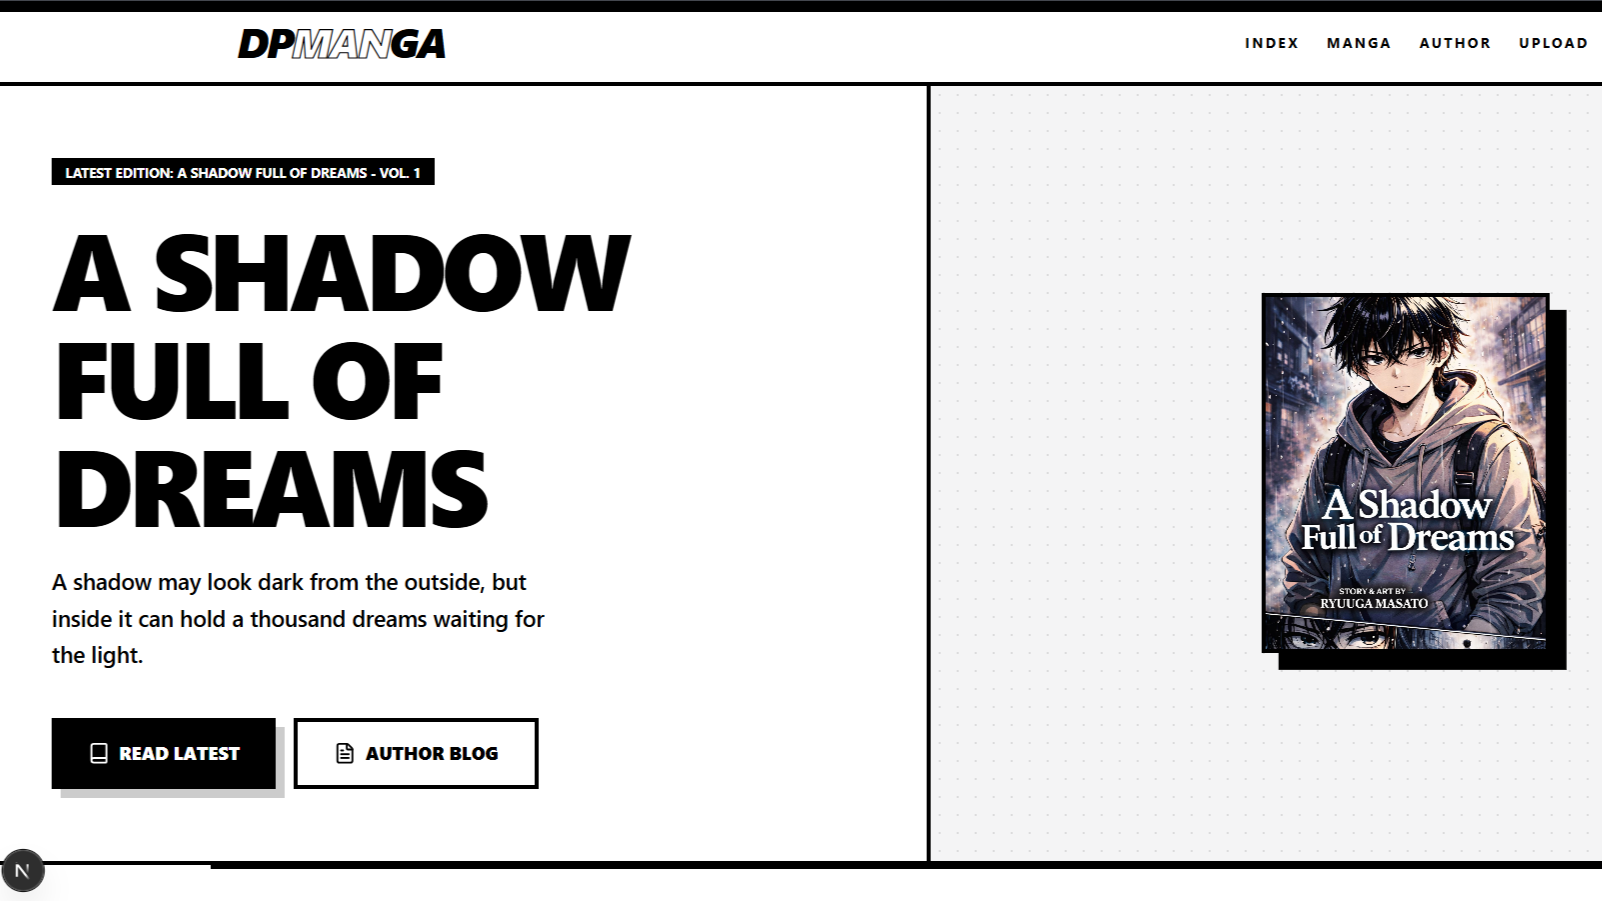 DPMANGA
INDEX MANGA AUTHOR UPLOAD
LATEST EDITION: A SHADOW FULL OF DREAMS - VOL. 1
A SHADOW
FULL OF
DREAMS
A shadow may look dark from the outside, but
inside it can hold a thousand dreams waiting for
the light.
READ LATEST
AUTHOR BLOG
A Shadow
Full of Dreams
STORY & ART BY
RYUUGA MASATO
N